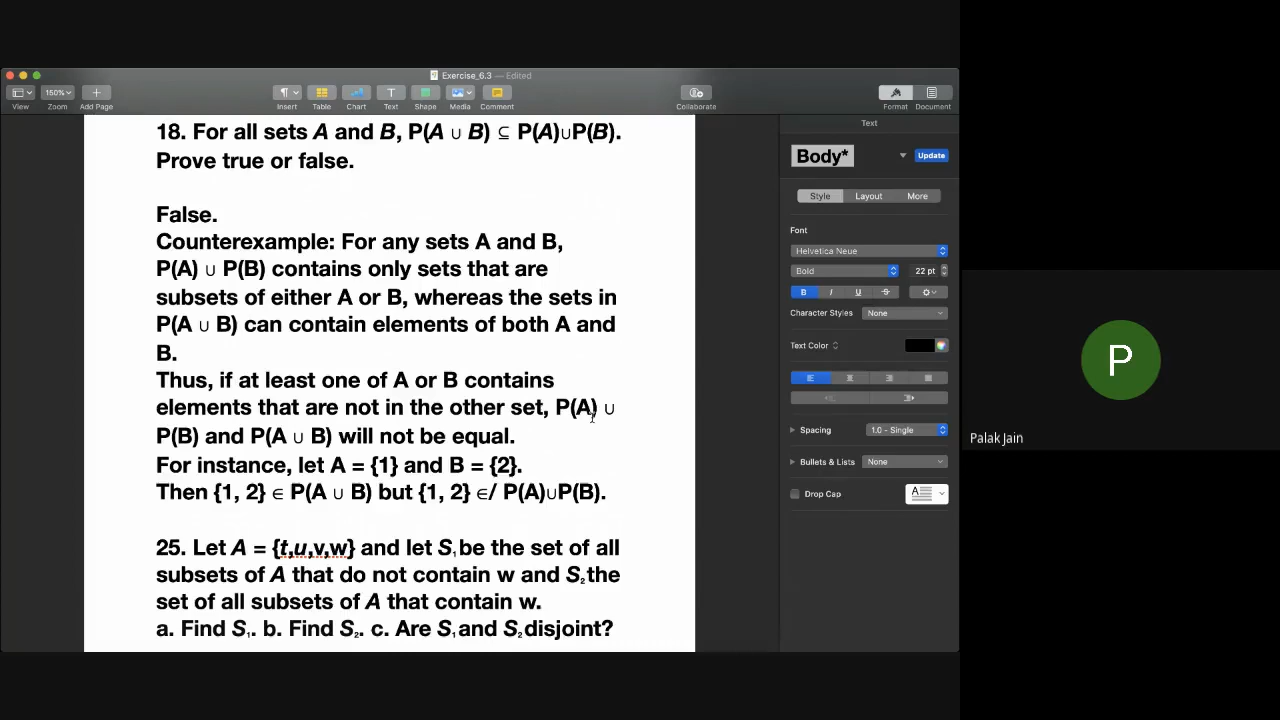 Exercise_6.3 — Edited
150%
View
Zoom
Add Page
Insert
Table
Chart
Text
Shape
Media
Comment
Collaborate
Format
Document
18. For all sets A and B, P(A ∪ B) ⊆ P(A)∪P(B).
Prove true or false.
False.
Counterexample: For any sets A and B,
P(A) ∪ P(B) contains only sets that are
subsets of either A or B, whereas the sets in
P(A ∪ B) can contain elements of both A and
B.
Thus, if at least one of A or B contains
elements that are not in the other set, P(A) ∪
P(B) and P(A ∪ B) will not be equal.
For instance, let A = {1} and B = {2}.
Then {1, 2} ∈ P(A ∪ B) but {1, 2} ∈/ P(A)∪P(B).
25. Let A = {t,u,v,w} and let S₁ be the set of all
subsets of A that do not contain w and S₂ the
set of all subsets of A that contain w.
a. Find S₁. b. Find S₂. c. Are S₁ and S₂ disjoint?
Text
Body*
Update
Style
Layout
More
Font
Helvetica Neue
Bold
22 pt
B I U S
Character Styles
None
Text Color
Spacing
1.0 - Single
Bullets & Lists
None
Drop Cap
A
P
Palak Jain